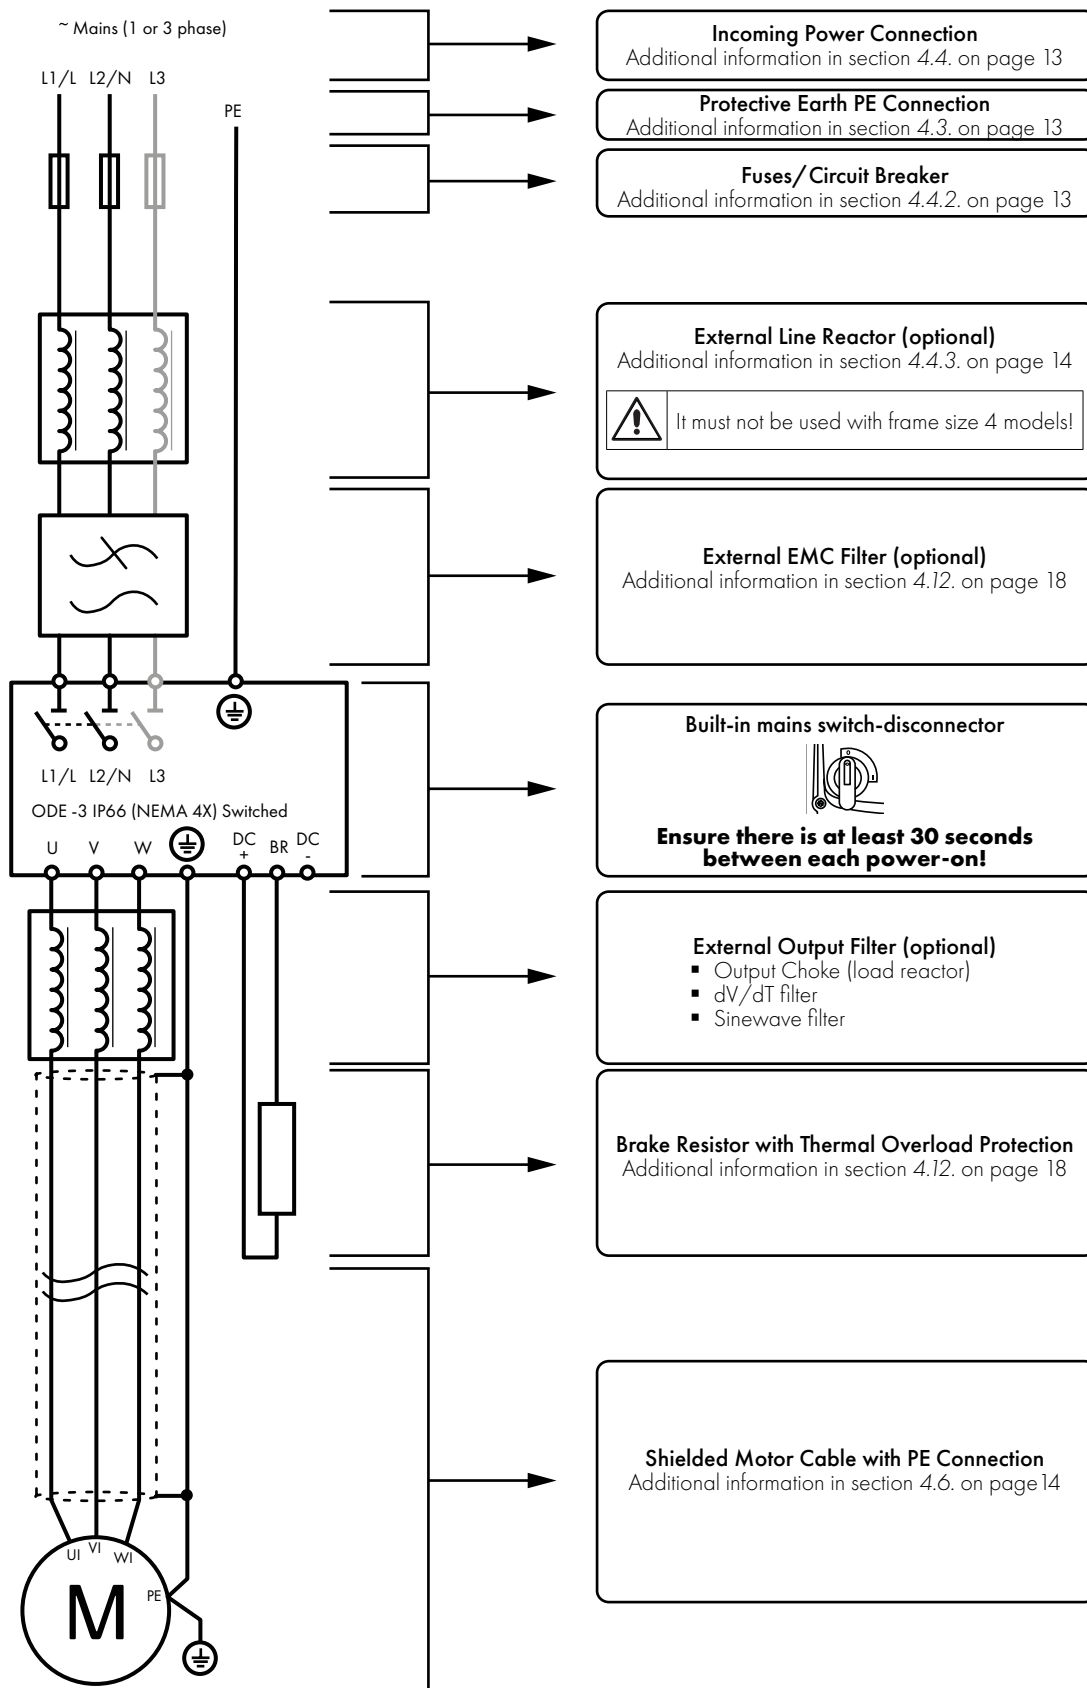 ~ Mains (1 or 3 phase)
L1/L L2/N L3
PE
Incoming Power Connection
Additional information in section 4.4. on page 13
Protective Earth PE Connection
Additional information in section 4.3. on page 13
Fuses/Circuit Breaker
Additional information in section 4.4.2. on page 13
External Line Reactor (optional)
Additional information in section 4.4.3. on page 14
It must not be used with frame size 4 models!
External EMC Filter (optional)
Additional information in section 4.12. on page 18
L1/L L2/N L3
ODE -3 IP66 (NEMA 4X) Switched
U V W DC + BR DC -
Built-in mains switch-disconnector
Ensure there is at least 30 seconds
between each power-on!
External Output Filter (optional)
▪ Output Choke (load reactor)
▪ dV/dT filter
▪ Sinewave filter
Brake Resistor with Thermal Overload Protection
Additional information in section 4.12. on page 18
Shielded Motor Cable with PE Connection
Additional information in section 4.6. on page14
UI VI WI
PE
M